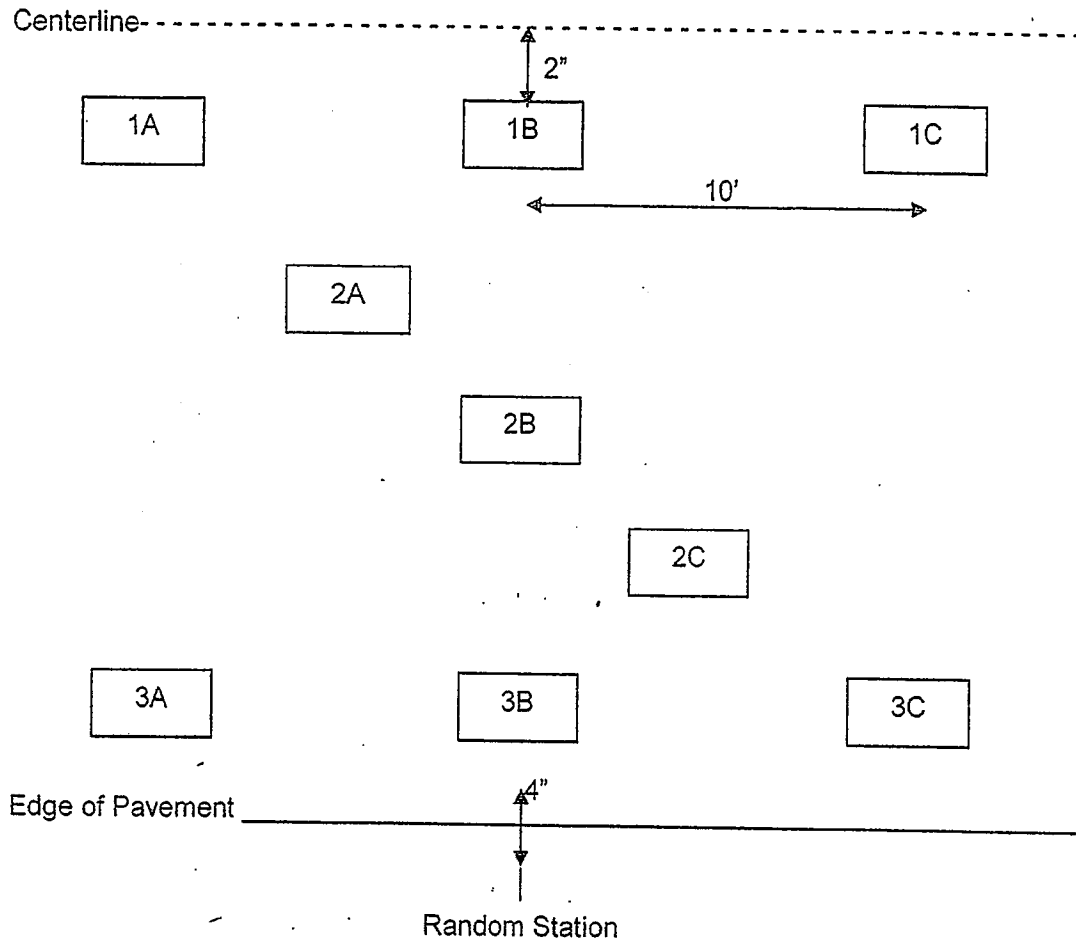 Centerline
2”
1A 1B 1C
10’
2A
2B
2C
3A 3B 3C
4”
Edge of Pavement
Random Station